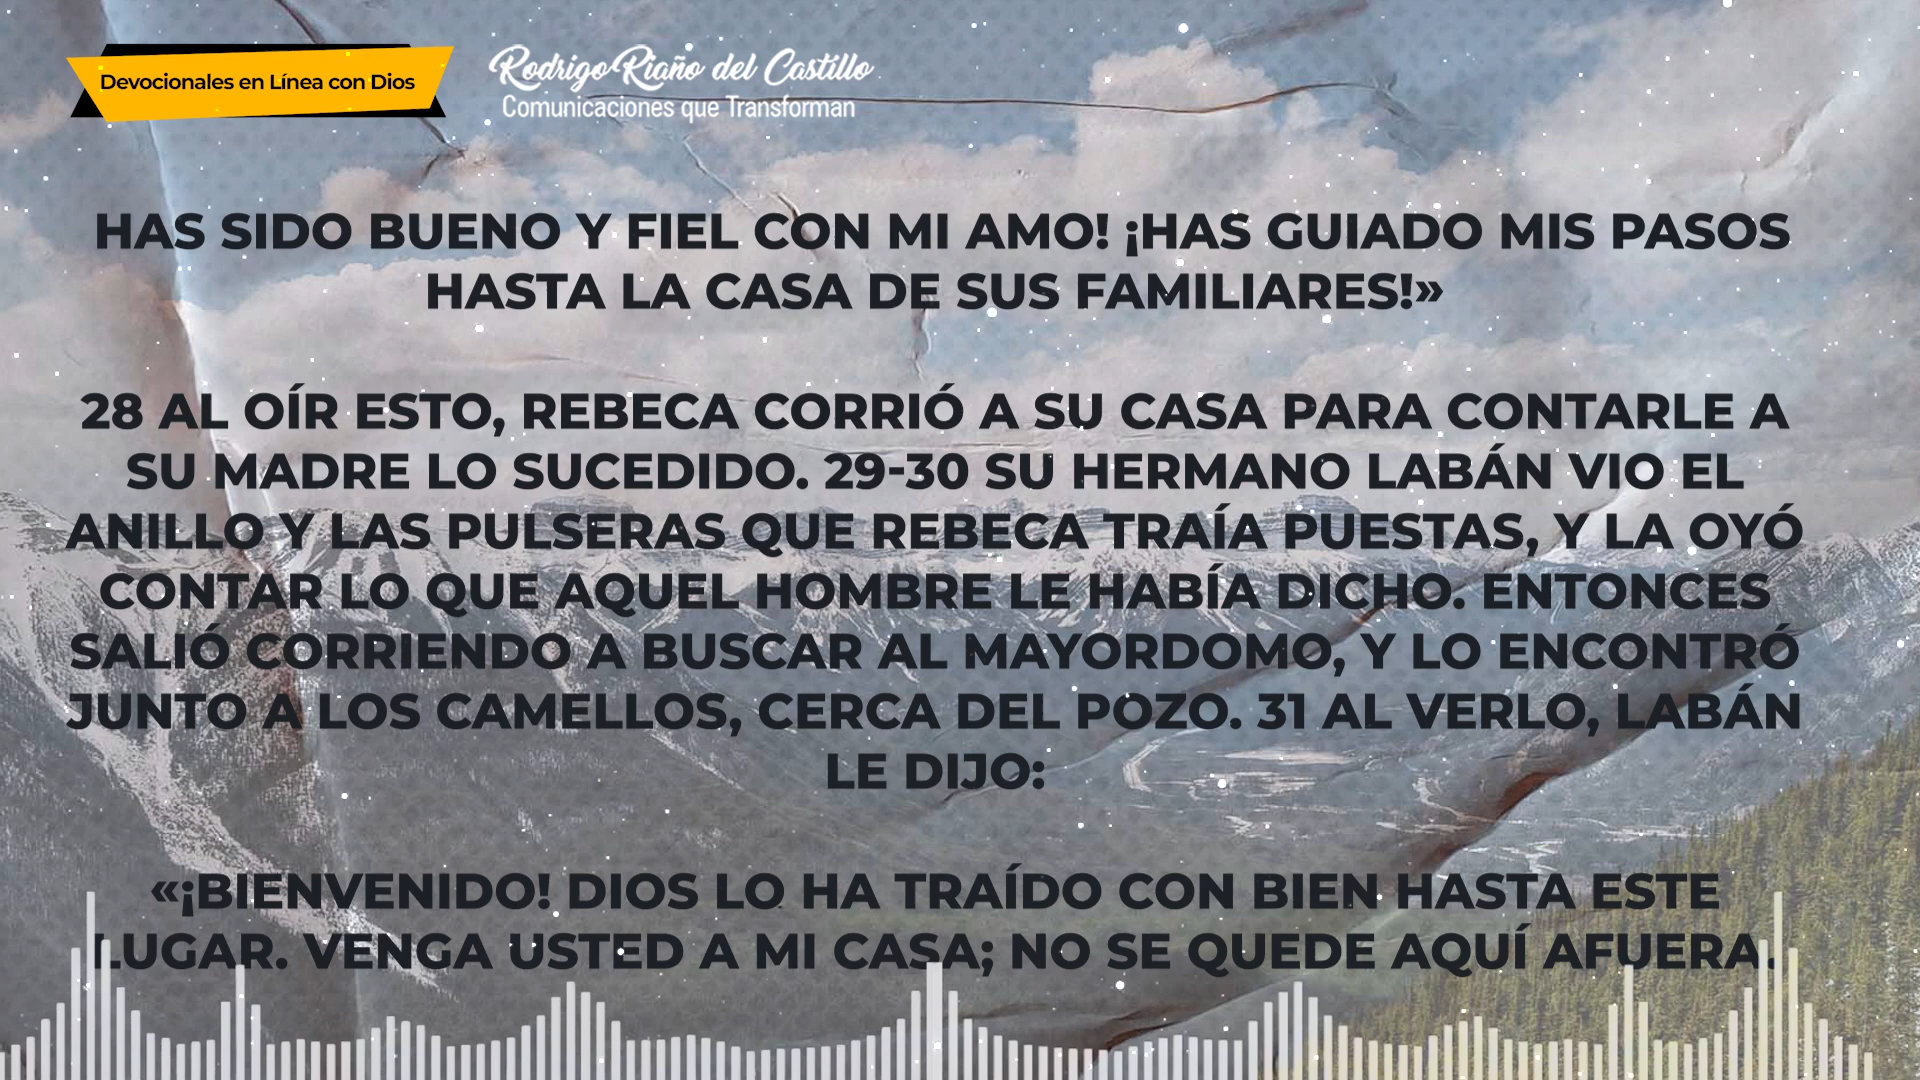 Devocionales en Línea con Dios
Rodrigo Riaño del Castillo
Comunicaciones que Transforman
HAS SIDO BUENO Y FIEL CON MI AMO! ¡HAS GUIADO MIS PASOS
HASTA LA CASA DE SUS FAMILIARES!»
28 AL OÍR ESTO, REBECA CORRIÓ A SU CASA PARA CONTARLE A
SU MADRE LO SUCEDIDO. 29-30 SU HERMANO LABÁN VIO EL
ANILLO Y LAS PULSERAS QUE REBECA TRAÍA PUESTAS, Y LA OYÓ
CONTAR LO QUE AQUEL HOMBRE LE HABÍA DICHO. ENTONCES
SALIÓ CORRIENDO A BUSCAR AL MAYORDOMO, Y LO ENCONTRÓ
JUNTO A LOS CAMELLOS, CERCA DEL POZO. 31 AL VERLO, LABÁN
LE DIJO:
«¡BIENVENIDO! DIOS LO HA TRAÍDO CON BIEN HASTA ESTE
LUGAR. VENGA USTED A MI CASA; NO SE QUEDE AQUÍ AFUERA.